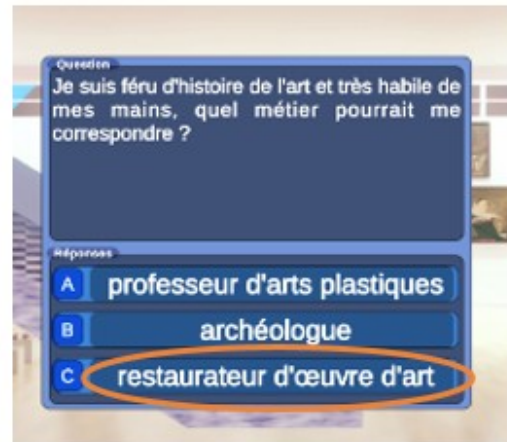 Question
Je suis féru d'histoire de l'art et très habile de
mes mains, quel métier pourrait me
correspondre ?
Réponses
A professeur d'arts plastiques
B archéologue
C restaurateur d'œuvre d'art